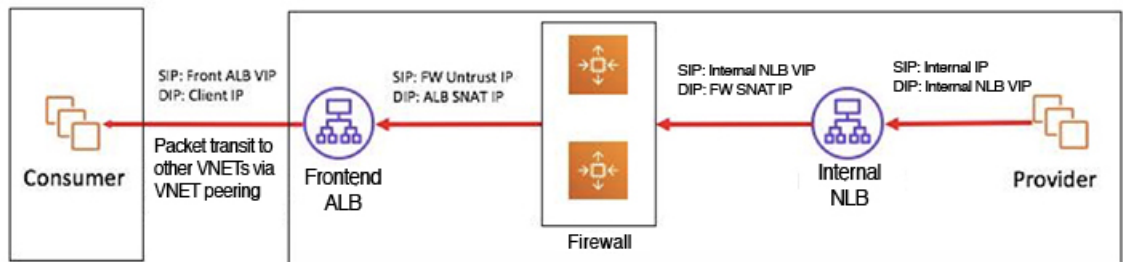 SIP: Front ALB VIP
DIP: Client IP
SIP: FW Untrust IP
DIP: ALB SNAT IP
SIP: Internal NLB VIP
DIP: FW SNAT IP
SIP: Internal IP
DIP: Internal NLB VIP
Consumer
Packet transit to
other VNETs via
VNET peering
Frontend
ALB
Firewall
Internal
NLB
Provider